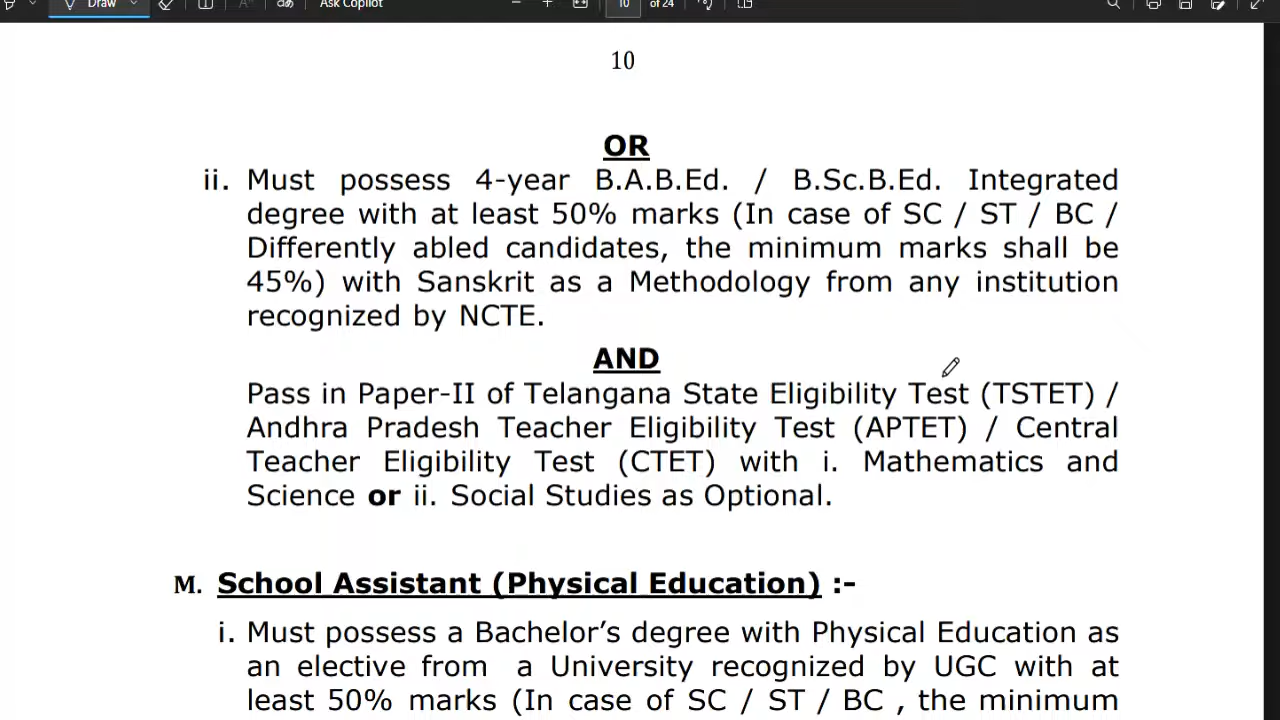 Draw
Ask Copilot
10 of 24
10
OR
ii. Must possess 4-year B.A.B.Ed. / B.Sc.B.Ed. Integrated
degree with at least 50% marks (In case of SC / ST / BC /
Differently abled candidates, the minimum marks shall be
45%) with Sanskrit as a Methodology from any institution
recognized by NCTE.
AND
Pass in Paper-II of Telangana State Eligibility Test (TSTET) /
Andhra Pradesh Teacher Eligibility Test (APTET) / Central
Teacher Eligibility Test (CTET) with i. Mathematics and
Science or ii. Social Studies as Optional.
M. School Assistant (Physical Education) :-
i. Must possess a Bachelor’s degree with Physical Education as
an elective from a University recognized by UGC with at
least 50% marks (In case of SC / ST / BC , the minimum